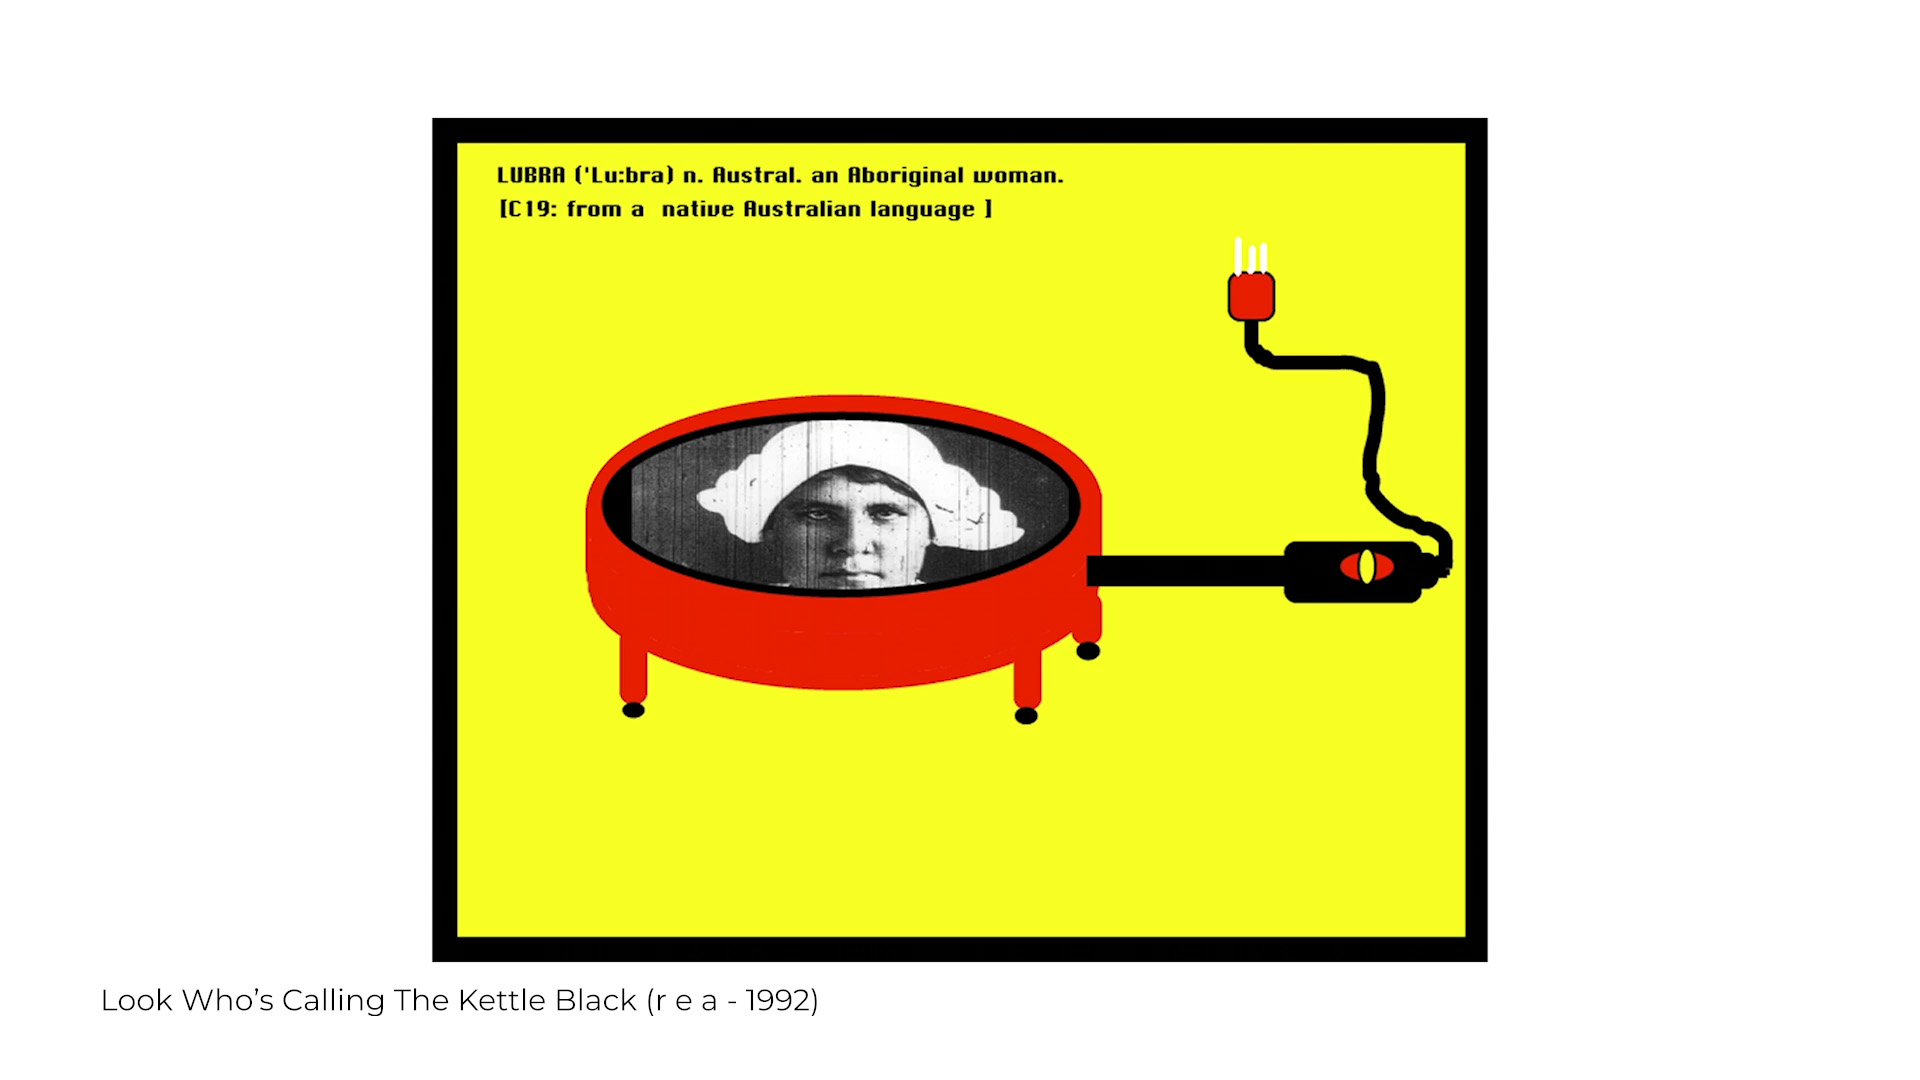 LUBRA ('Lu:bra) n. Austral. an Aboriginal woman.
[C19: from a  native Australian language ]
Look Who’s Calling The Kettle Black (r e a - 1992)